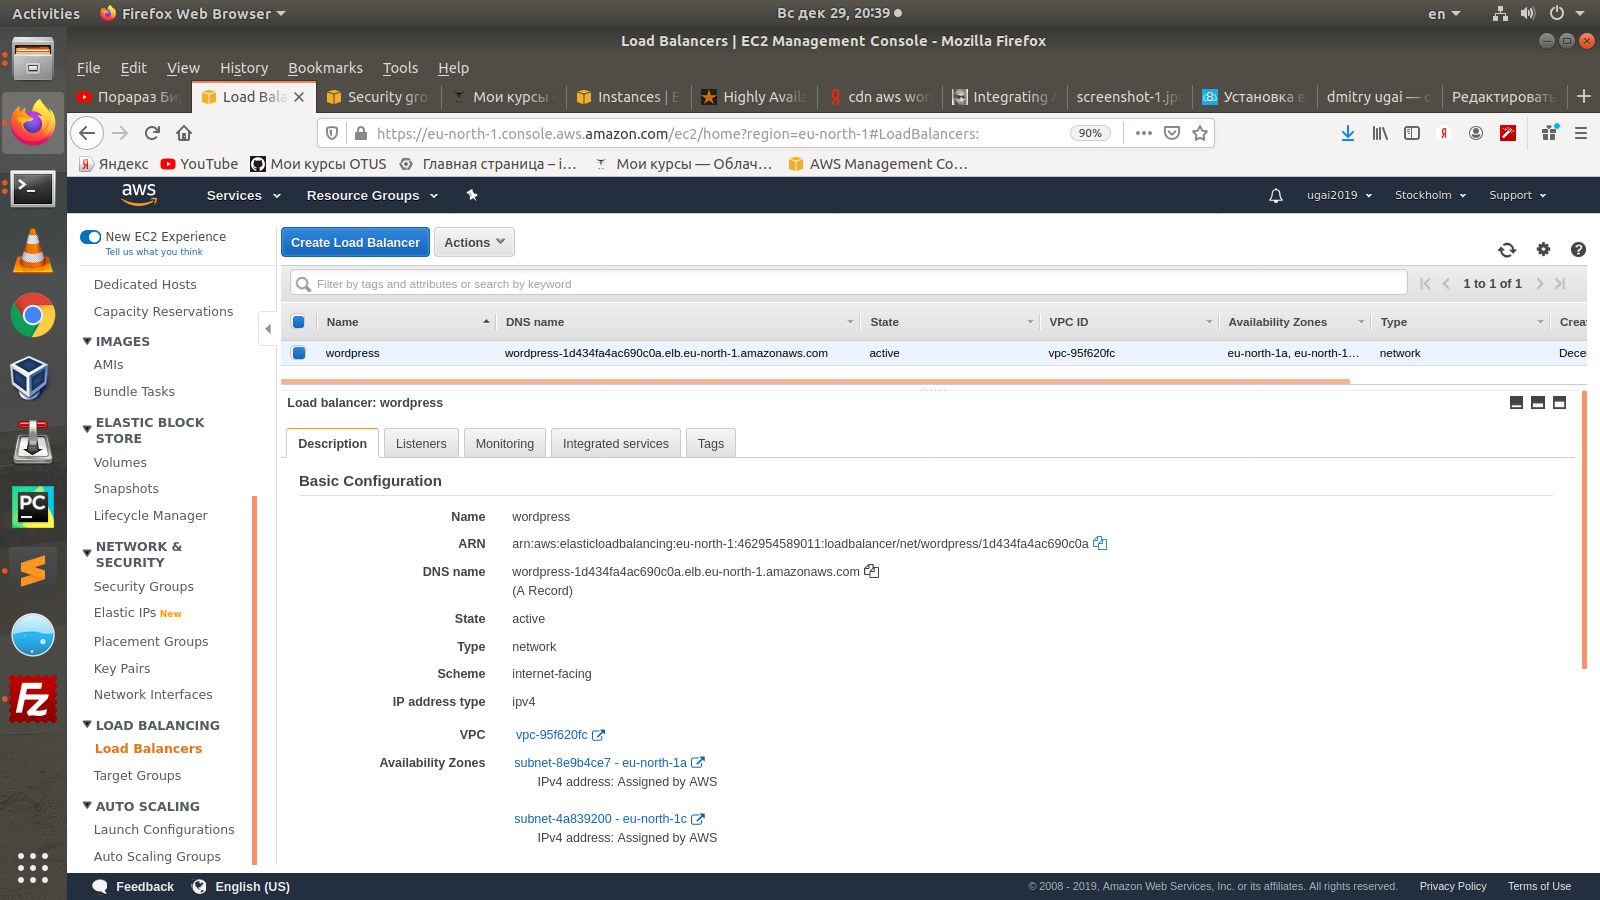 Activities
Firefox Web Browser
Вс дек 29, 20:39
en
Load Balancers | EC2 Management Console - Mozilla Firefox
File Edit View History Bookmarks Tools Help
Порараз Би
Load Bala
Security gro
Мои курсы -
Instances | E
Highly Availa
cdn aws wor
Integrating A
screenshot-1.jp
Установка в
dmitry ugai — с
Редактировать
https://eu-north-1.console.aws.amazon.com/ec2/home?region=eu-north-1#LoadBalancers:
90%
Яндекс
YouTube
Мои курсы OTUS
Главная страница – i…
Мои курсы — Облач…
AWS Management Co…
aws
Services
Resource Groups
ugai2019
Stockholm
Support
New EC2 Experience
Tell us what you think
Dedicated Hosts
Capacity Reservations
IMAGES
AMIs
Bundle Tasks
ELASTIC BLOCK
STORE
Volumes
Snapshots
Lifecycle Manager
NETWORK &
SECURITY
Security Groups
Elastic IPs New
Placement Groups
Key Pairs
Network Interfaces
LOAD BALANCING
Load Balancers
Target Groups
AUTO SCALING
Launch Configurations
Auto Scaling Groups
Create Load Balancer
Actions
Filter by tags and attributes or search by keyword
1 to 1 of 1
Name DNS name State VPC ID Availability Zones Type Creat
wordpress wordpress-1d434fa4ac690c0a.elb.eu-north-1.amazonaws.com active vpc-95f620fc eu-north-1a, eu-north-1… network Dece
Load balancer: wordpress
Description Listeners Monitoring Integrated services Tags
Basic Configuration
Name wordpress
ARN arn:aws:elasticloadbalancing:eu-north-1:462954589011:loadbalancer/net/wordpress/1d434fa4ac690c0a
DNS name wordpress-1d434fa4ac690c0a.elb.eu-north-1.amazonaws.com
(A Record)
State active
Type network
Scheme internet-facing
IP address type ipv4
VPC vpc-95f620fc
Availability Zones subnet-8e9b4ce7 - eu-north-1a
IPv4 address: Assigned by AWS
subnet-4a839200 - eu-north-1c
IPv4 address: Assigned by AWS
Feedback
English (US)
© 2008 - 2019, Amazon Web Services, Inc. or its affiliates. All rights reserved.
Privacy Policy
Terms of Use